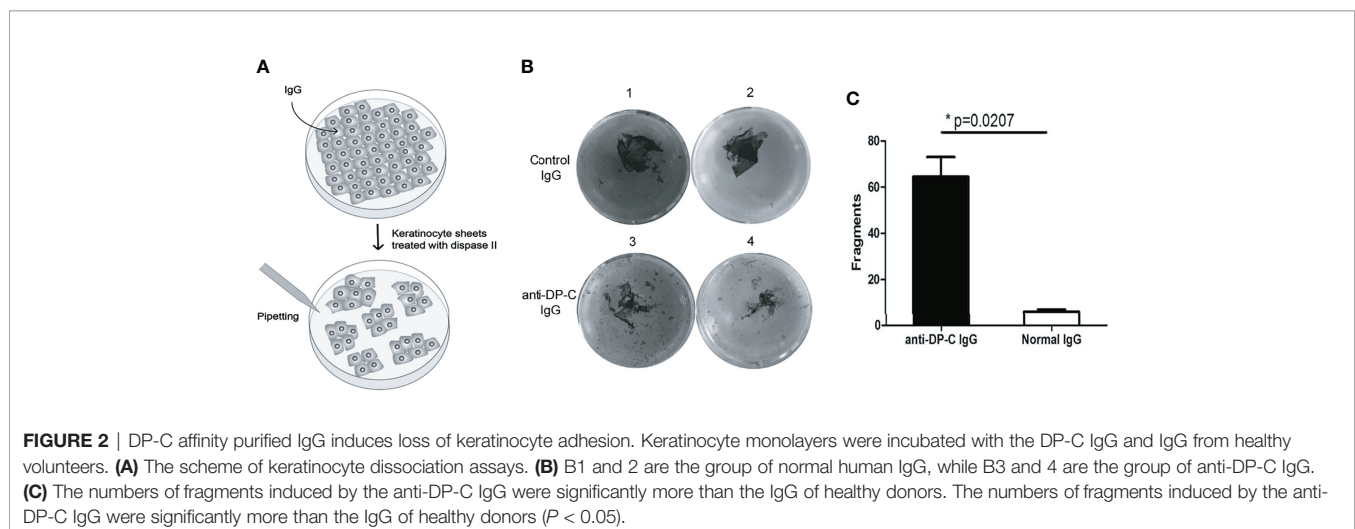 A
IgG
Keratinocyte sheets
treated with dispase II
Pipetting
B
1
2
Control
IgG
3
4
anti-DP-C
IgG
C
* p=0.0207
80
60
40
20
0
Fragments
anti-DP-C IgG
Normal IgG
FIGURE 2 | DP-C affinity purified IgG induces loss of keratinocyte adhesion. Keratinocyte monolayers were incubated with the DP-C IgG and IgG from healthy
volunteers. (A) The scheme of keratinocyte dissociation assays. (B) B1 and 2 are the group of normal human IgG, while B3 and 4 are the group of anti-DP-C IgG.
(C) The numbers of fragments induced by the anti-DP-C IgG were significantly more than the IgG of healthy donors. The numbers of fragments induced by the anti-
DP-C IgG were significantly more than the IgG of healthy donors (P < 0.05).